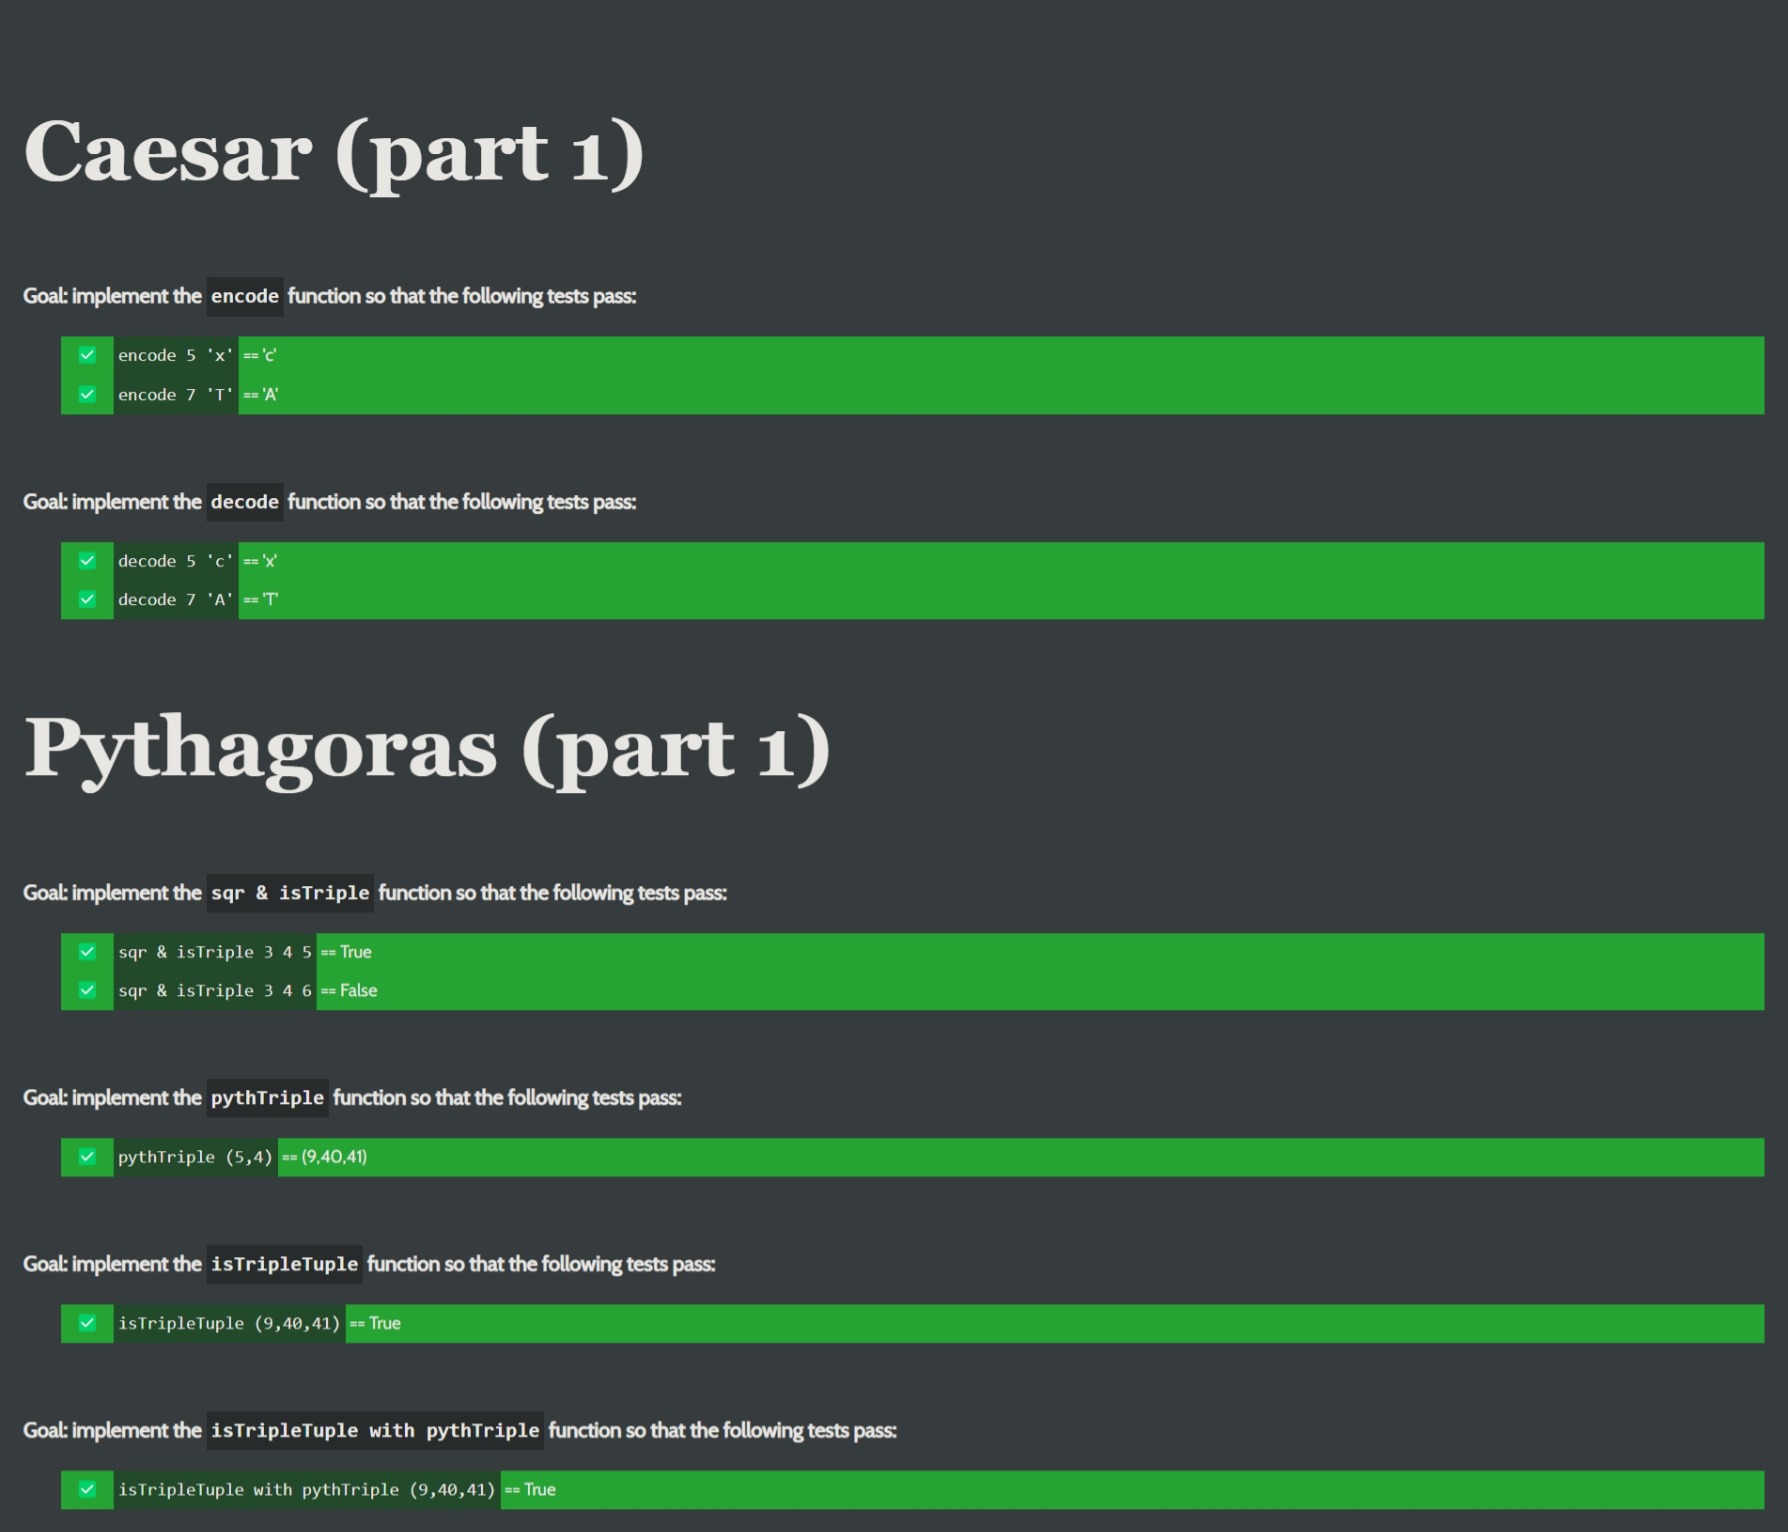 Caesar (part 1)
Goal: implement the encode function so that the following tests pass:
encode 5 'x' == 'c'
encode 7 'T' == 'A'
Goal: implement the decode function so that the following tests pass:
decode 5 'c' == 'x'
decode 7 'A' == 'T'
Pythagoras (part 1)
Goal: implement the sqr & isTriple function so that the following tests pass:
sqr & isTriple 3 4 5 == True
sqr & isTriple 3 4 6 == False
Goal: implement the pythTriple function so that the following tests pass:
pythTriple (5,4) == (9,40,41)
Goal: implement the isTripleTuple function so that the following tests pass:
isTripleTuple (9,40,41) == True
Goal: implement the isTripleTuple with pythTriple function so that the following tests pass:
isTripleTuple with pythTriple (9,40,41) == True